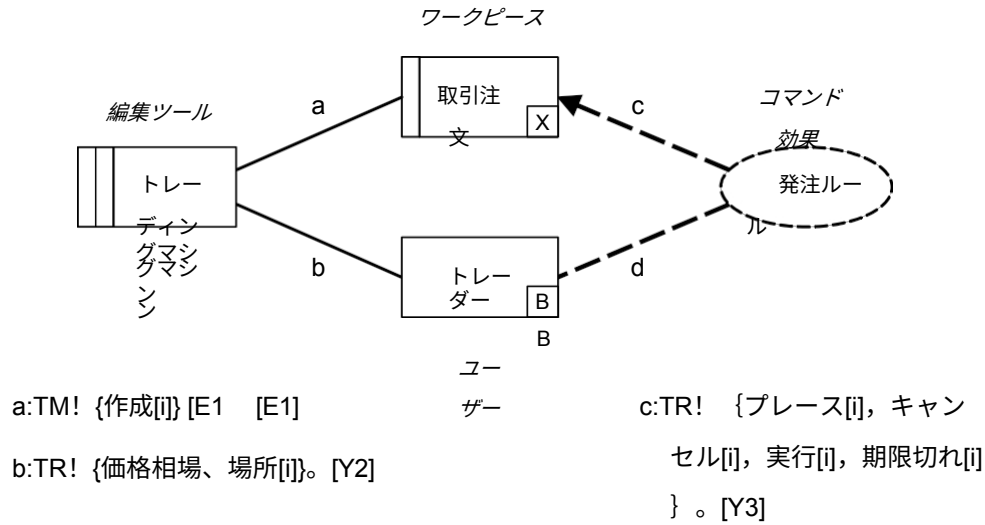 ワークピース
編集ツール
a
取引注
文
X
c
コマンド
効果
トレー
ディン
グマシ
グマシ
ン
ン
発注ルー
ル
b
トレー
ダー
B
B
d
ユー
ザー
a:TM! {作成[i]} [E1 [E1]
b:TR! {価格相場、場所[i]}。[Y2]
c:TR! {プレース[i], キャン
セル[i], 実行[i], 期限切れ[i]
}。[Y3]